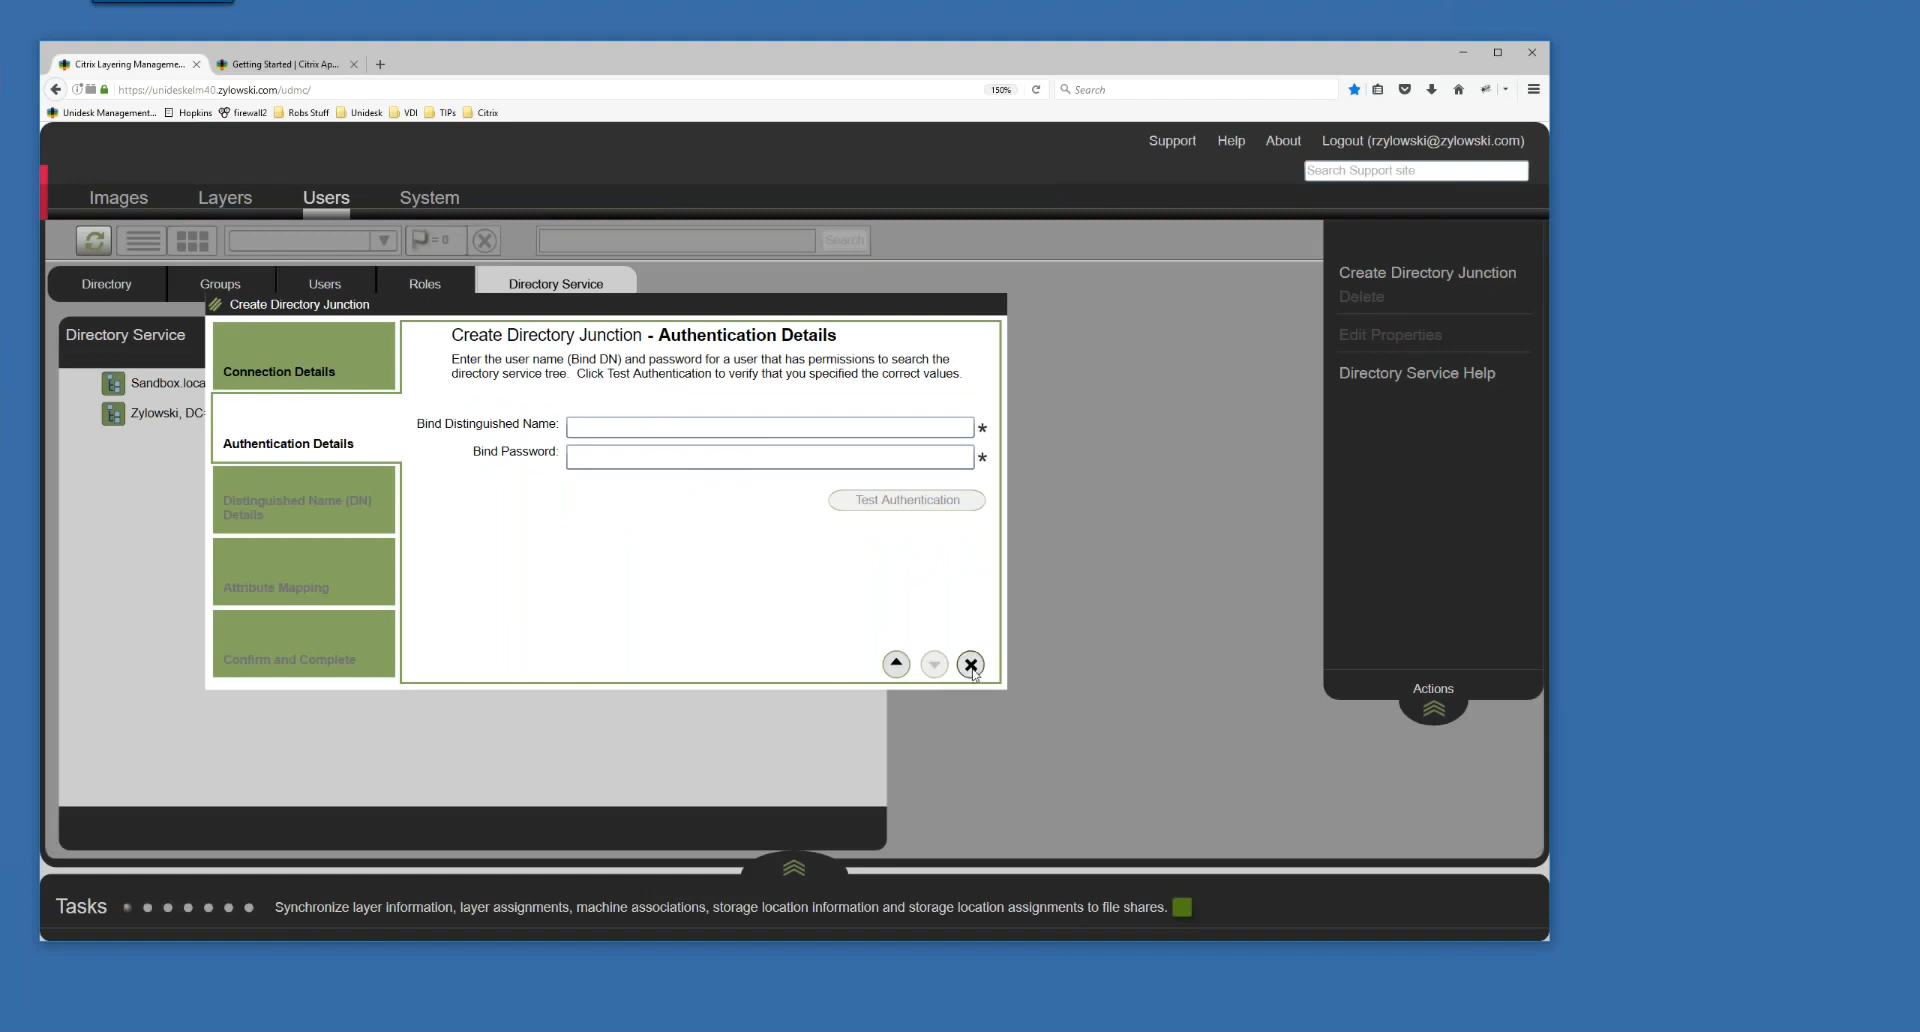 Citrix Layering Manageme...
Getting Started | Citrix Ap...
https://unideskelm40.zylowski.com/udmc/
150%
Search
Unidesk Management...
Hopkins
firewall2
Robs Stuff
Unidesk
VDI
TIPs
Citrix
Support
Help
About
Logout (rzylowski@zylowski.com)
Search Support site
Images
Layers
Users
System
= 0
Search
Directory
Groups
Users
Roles
Directory Service
Create Directory Junction
Delete
Edit Properties
Directory Service Help
Actions
Directory Service
Sandbox.loca
Zylowski, DC=
Create Directory Junction
Connection Details
Authentication Details
Distinguished Name (DN)
Details
Attribute Mapping
Confirm and Complete
Create Directory Junction - Authentication Details
Enter the user name (Bind DN) and password for a user that has permissions to search the
directory service tree. Click Test Authentication to verify that you specified the correct values.
Bind Distinguished Name: *
Bind Password: *
Test Authentication
Tasks
Synchronize layer information, layer assignments, machine associations, storage location information and storage location assignments to file shares.